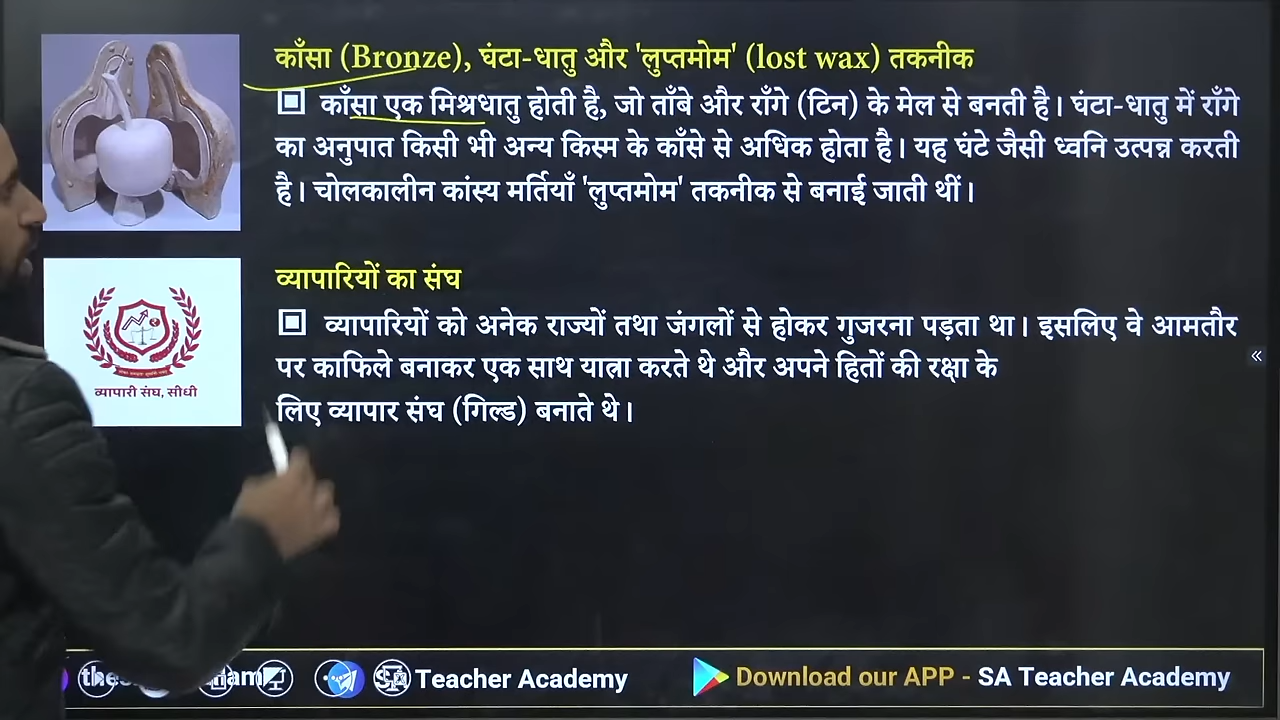 काँसा (Bronze), घंटा-धातु और 'लुप्तमोम' (lost wax) तकनीक
काँसा एक मिश्रधातु होती है, जो ताँबे और राँगे (टिन) के मेल से बनती है। घंटा-धातु में राँगे
का अनुपात किसी भी अन्य किस्म के काँसे से अधिक होता है। यह घंटे जैसी ध्वनि उत्पन्न करती
है। चोलकालीन कांस्य मर्तियाँ 'लुप्तमोम' तकनीक से बनाई जाती थीं।
व्यापारियों का संघ
व्यापारियों को अनेक राज्यों तथा जंगलों से होकर गुजरना पड़ता था। इसलिए वे आमतौर
पर काफिले बनाकर एक साथ यात्रा करते थे और अपने हितों की रक्षा के
लिए व्यापार संघ (गिल्ड) बनाते थे।
व्यापारी संघ, सीधी
Teacher Academy
Download our APP - SA Teacher Academy